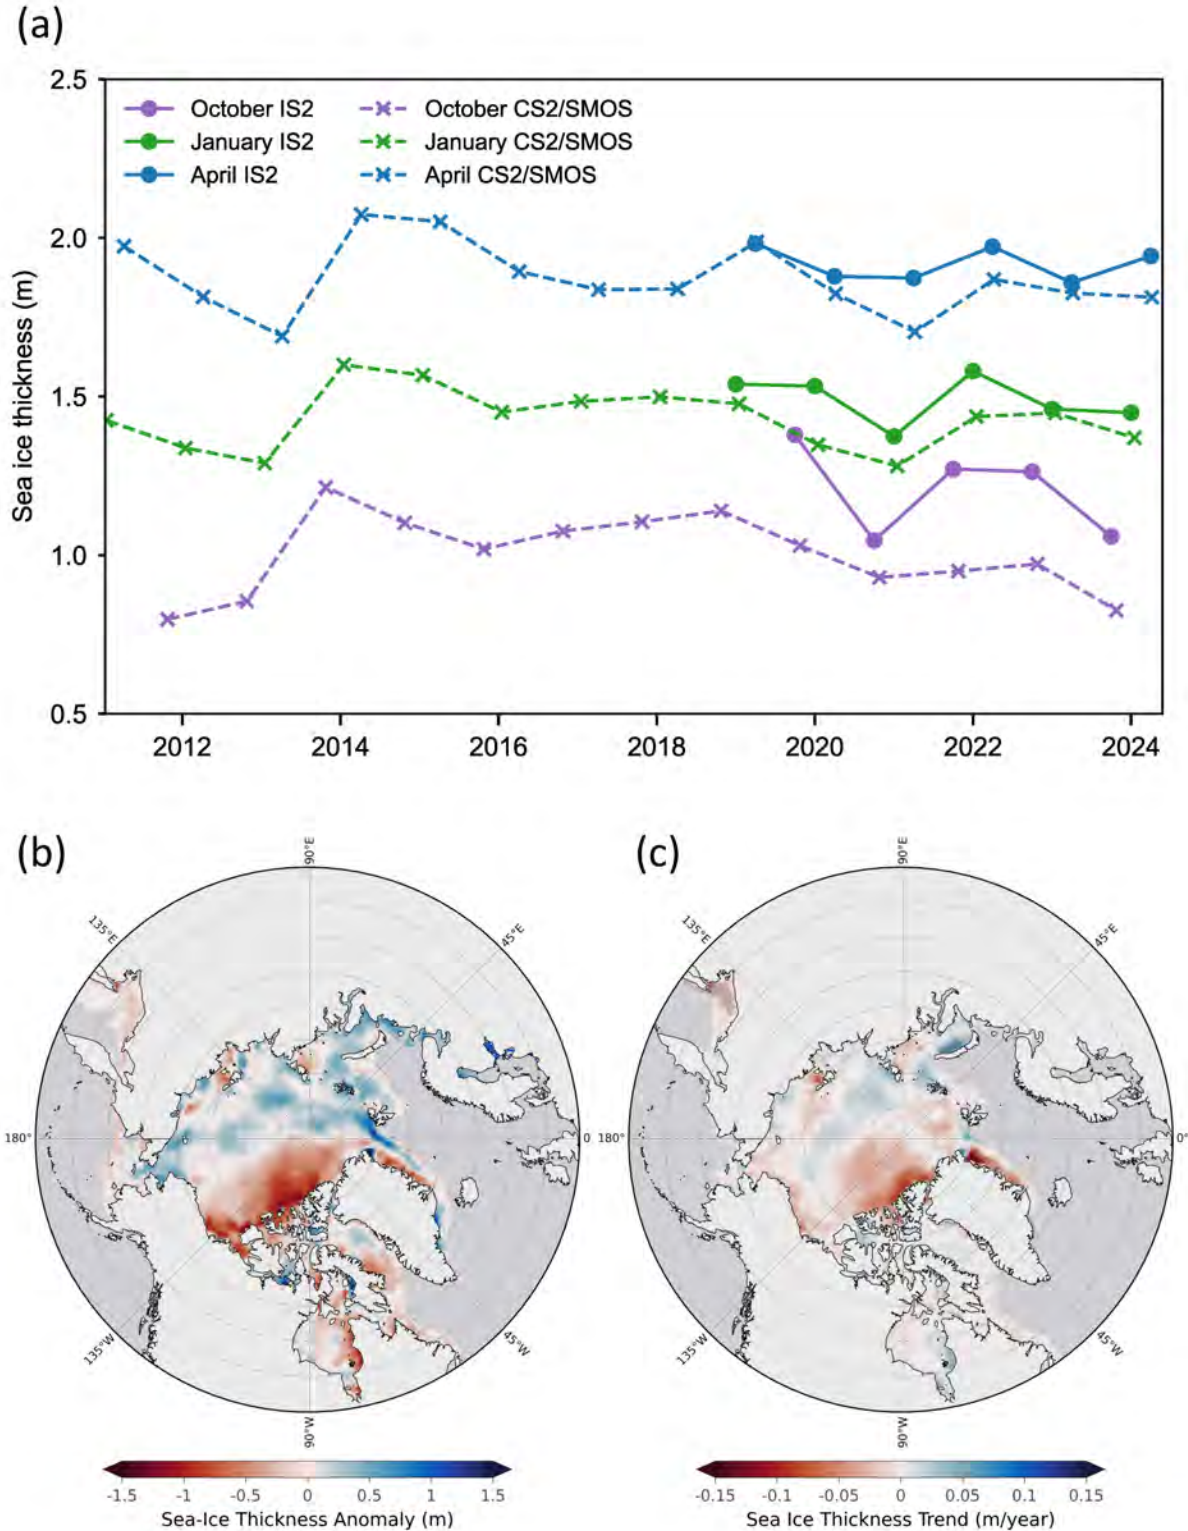 (a)
2.5
2.0
1.5
1.0
0.5
Sea ice thickness (m)
October IS2
January IS2
April IS2
October CS2/SMOS
January CS2/SMOS
April CS2/SMOS
2012 2014 2016 2018 2020 2022 2024
(b)
90°E
135°E
45°E
180°
0
135°W
45°W
90°W
-1.5 -1 -0.5 0 0.5 1 1.5
Sea-Ice Thickness Anomaly (m)
(c)
90°E
135°E
45°E
180°
0°
135°W
45°W
90°W
-0.15 -0.1 -0.05 0 0.05 0.1 0.15
Sea Ice Thickness Trend (m/year)